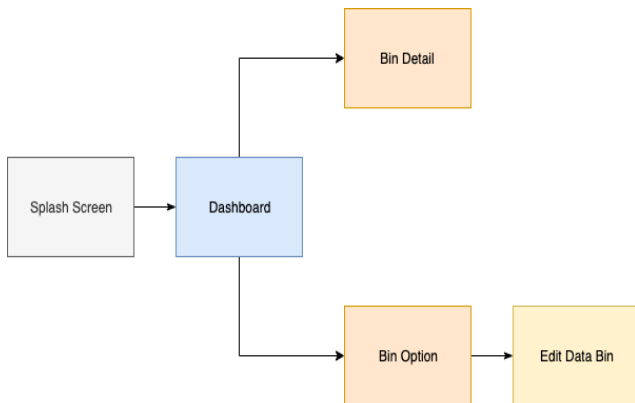 Bin Detail
Splash Screen
Dashboard
Bin Option
Edit Data Bin